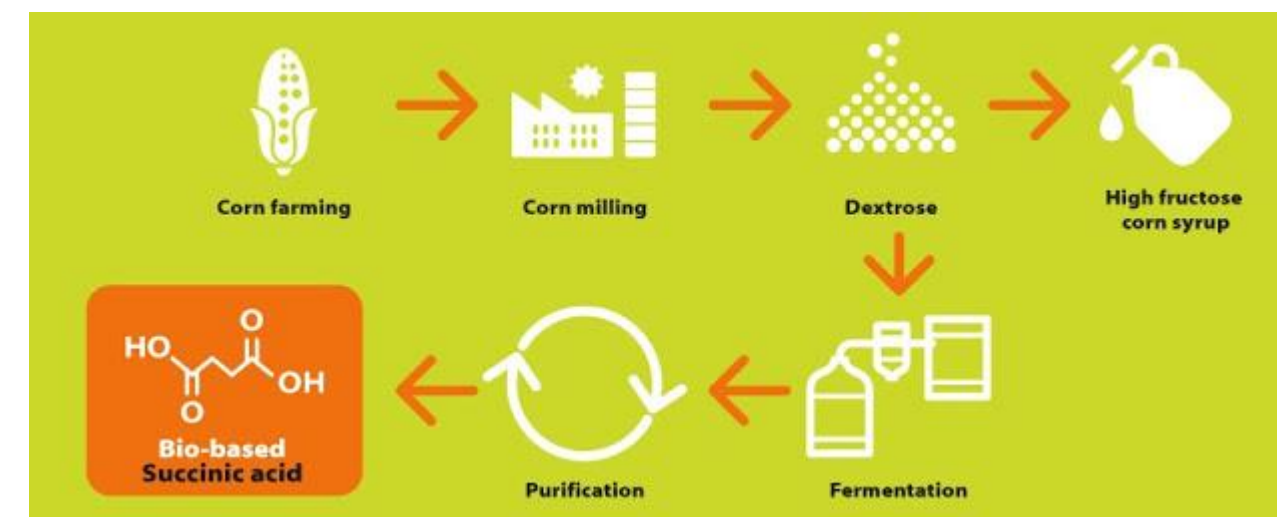 Corn farming
Corn milling
Dextrose
High fructose
corn syrup
HO
O
OH
O
Bio-based
Succinic acid
Purification
Fermentation